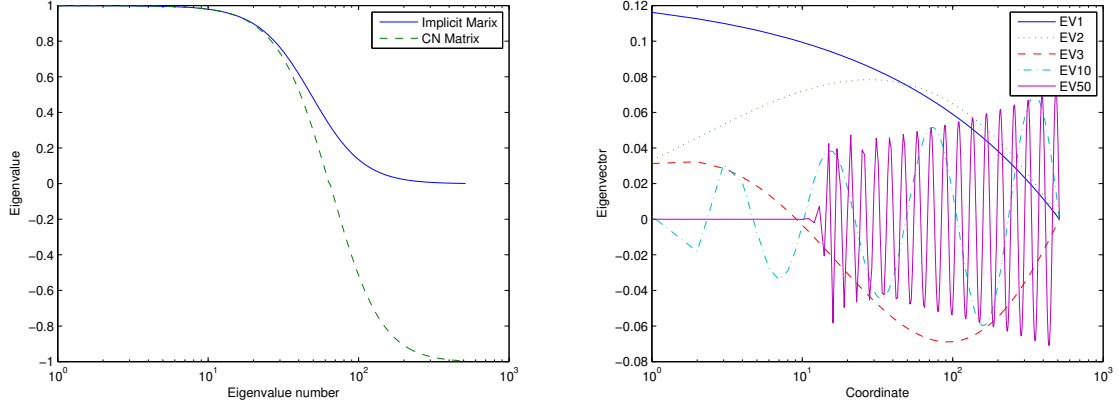 1
0.8
0.6
0.4
0.2
0
−0.2
−0.4
−0.6
−0.8
−1
10^0
10^1
10^2
10^3
Eigenvalue number
Eigenvalue
Implicit Marix
CN Matrix
0.12
0.1
0.08
0.06
0.04
0.02
0
−0.02
−0.04
−0.06
−0.08
10^0
10^1
10^2
10^3
Coordinate
Eigenvector
EV1
EV2
EV3
EV10
EV50